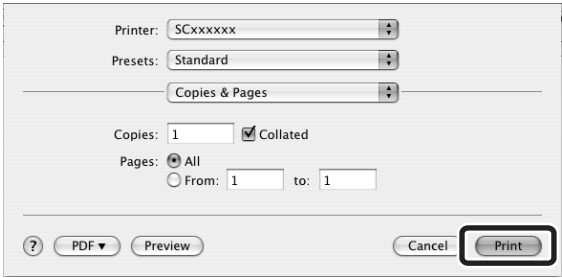 Printer: SCxxxxxx
Presets: Standard
Copies & Pages
Copies: 1 Collated
Pages: All
From: 1 to: 1
? PDF ▼ Preview Cancel Print